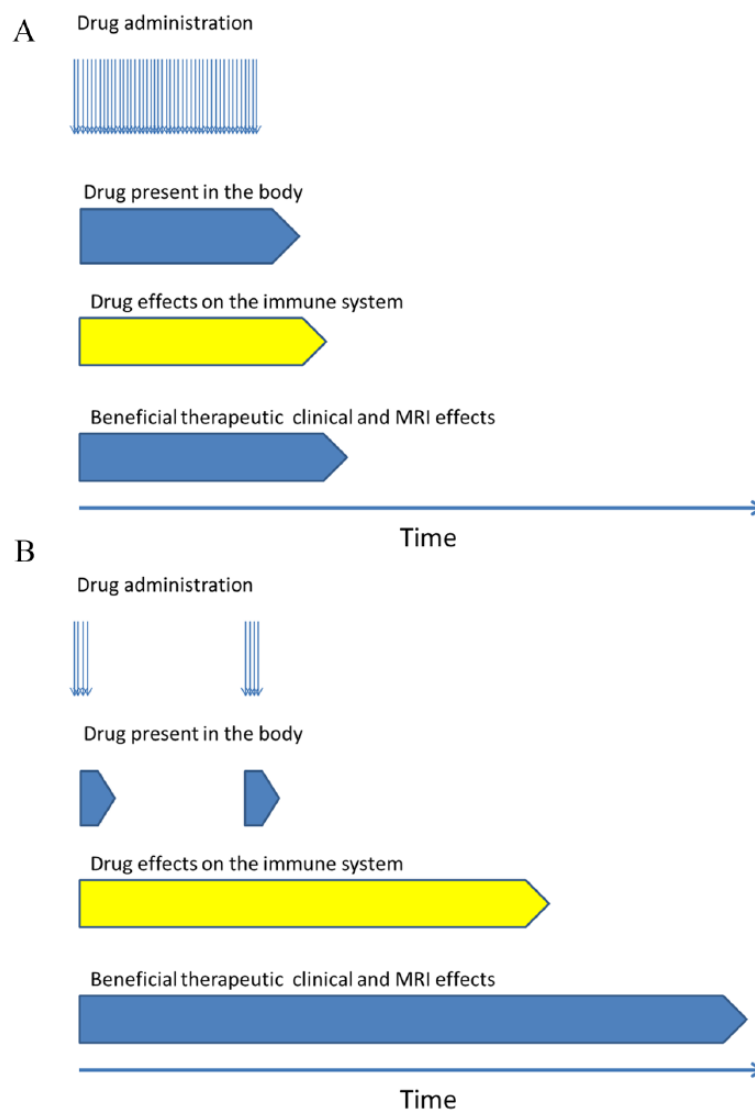 A
Drug administration
Drug present in the body
Drug effects on the immune system
Beneficial therapeutic clinical and MRI effects
Time
B
Drug administration
Drug present in the body
Drug effects on the immune system
Beneficial therapeutic clinical and MRI effects
Time